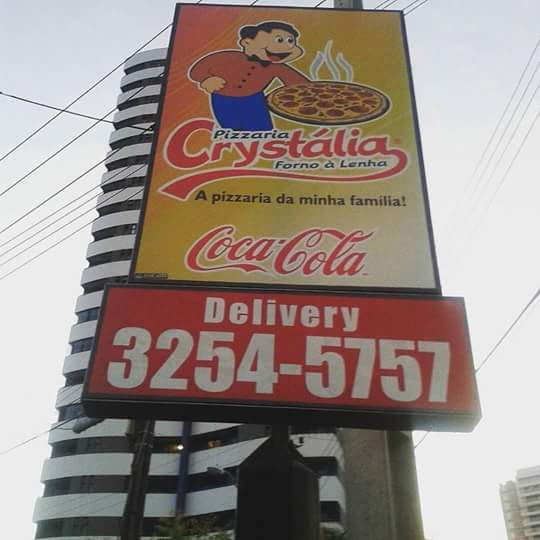 Pizzaria
Crystália
Forno à Lenha
A pizzaria da minha família!
Coca-Cola
Delivery
3254-5757